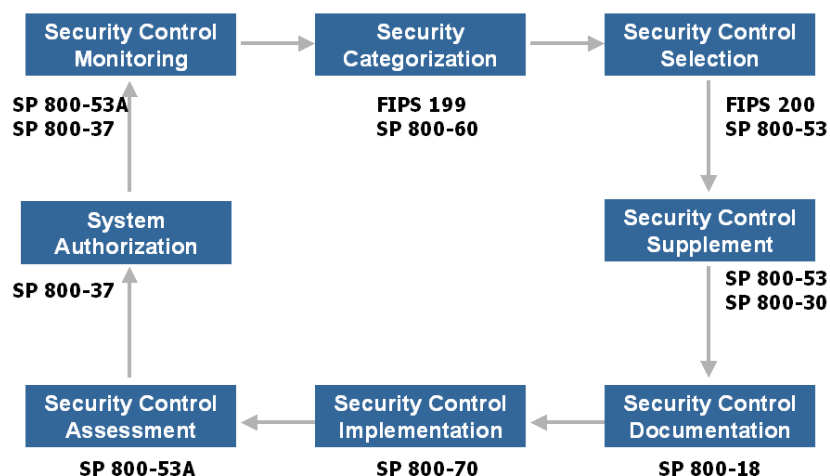 Security Control
Monitoring
Security
Categorization
Security Control
Selection
SP 800-53A
SP 800-37
FIPS 199
SP 800-60
FIPS 200
SP 800-53
System
Authorization
Security Control
Supplement
SP 800-37
SP 800-53
SP 800-30
Security Control
Assessment
Security Control
Implementation
Security Control
Documentation
SP 800-53A
SP 800-70
SP 800-18